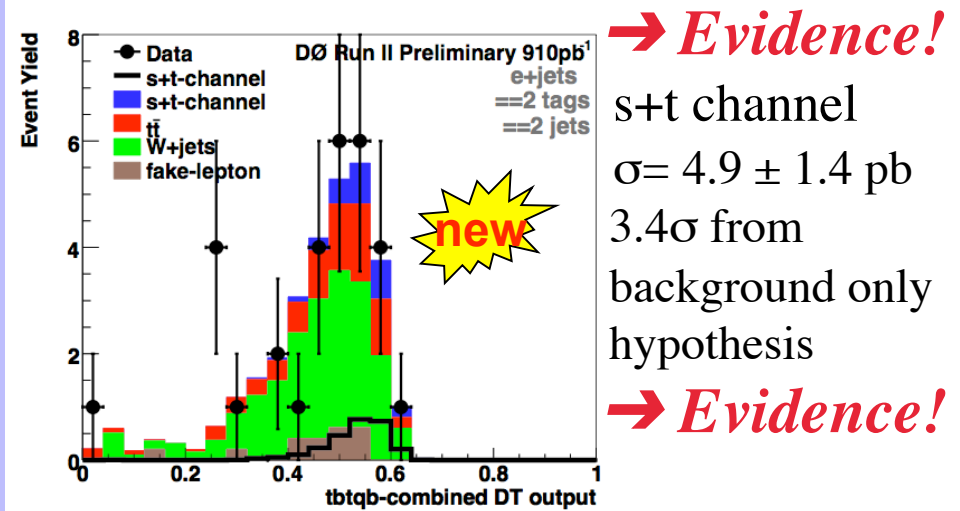 Event Yield
8
6
4
2
0
Data
s+t-channel
s+t-channel
tt̄
W+jets
fake-lepton
DØ Run II Preliminary 910pb⁻¹
e+jets
==2 tags
==2 jets
new
0 0.2 0.4 0.6 0.8 1
tbtqb-combined DT output
➔ Evidence!
s+t channel
σ= 4.9 ± 1.4 pb
3.4σ from
background only
hypothesis
➔ Evidence!